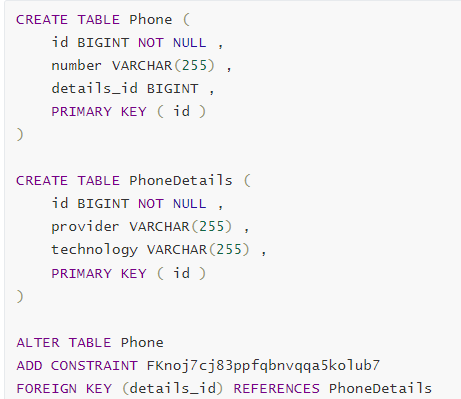 CREATE TABLE Phone (
id BIGINT NOT NULL ,
number VARCHAR(255) ,
details_id BIGINT ,
PRIMARY KEY ( id )
)
CREATE TABLE PhoneDetails (
id BIGINT NOT NULL ,
provider VARCHAR(255) ,
technology VARCHAR(255) ,
PRIMARY KEY ( id )
)
ALTER TABLE Phone
ADD CONSTRAINT FKnoj7cj83ppfqbnvqqa5kolub7
FOREIGN KEY (details_id) REFERENCES PhoneDetails